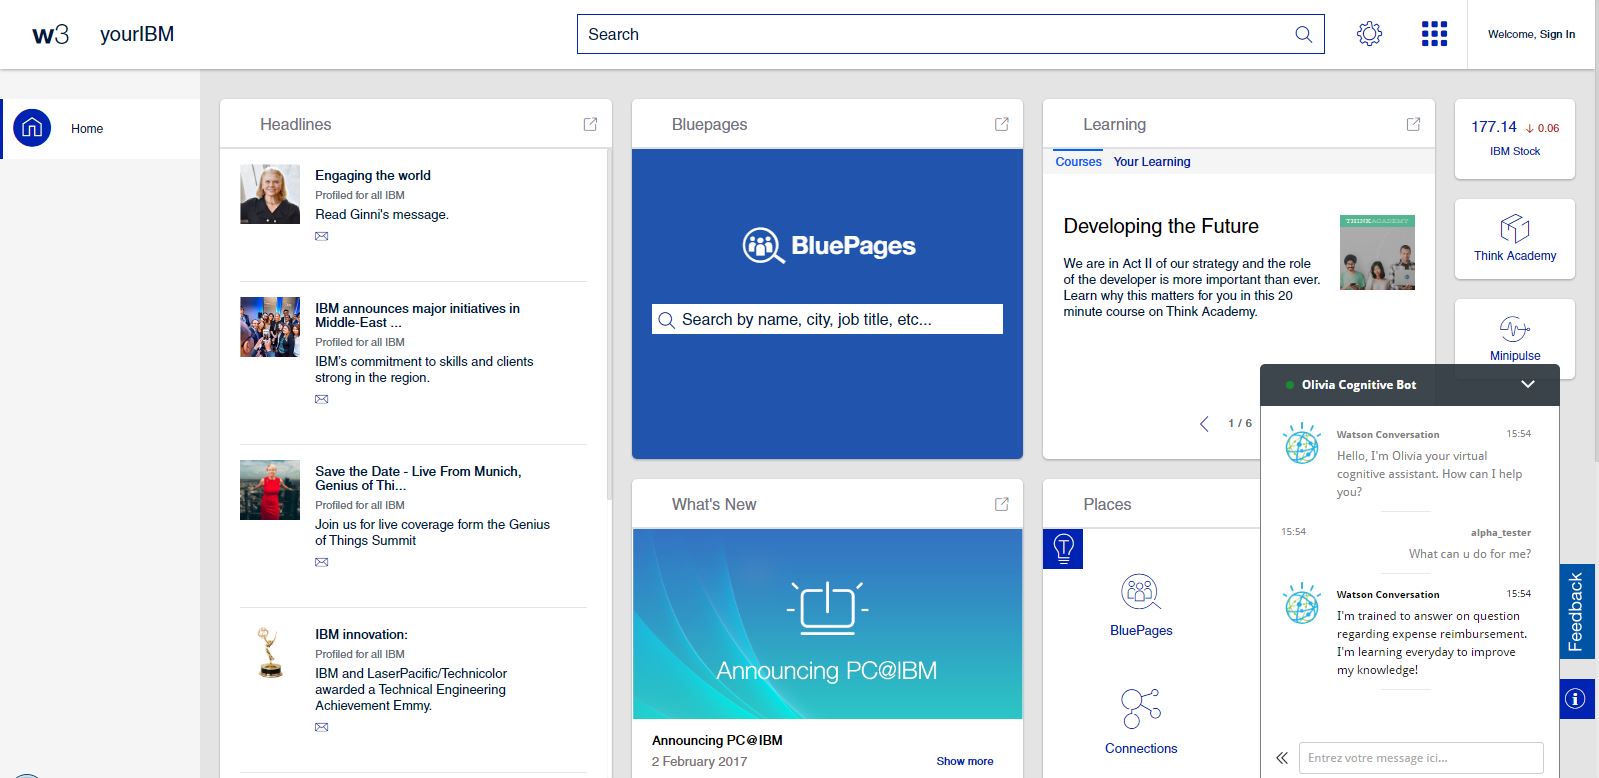 w3
yourIBM
Search
Welcome, Sign In
Home
Headlines
Engaging the world
Profiled for all IBM
Read Ginni's message.
IBM announces major initiatives in
Middle-East ...
Profiled for all IBM
IBM's commitment to skills and clients
strong in the region.
Save the Date - Live From Munich,
Genius of Thi...
Profiled for all IBM
Join us for live coverage form the Genius
of Things Summit
IBM innovation:
Profiled for all IBM
IBM and LaserPacific/Technicolor
awarded a Technical Engineering
Achievement Emmy.
Bluepages
BluePages
Search by name, city, job title, etc...
What's New
Announcing PC@IBM
Announcing PC@IBM
2 February 2017
Show more
Learning
Courses Your Learning
Developing the Future
We are in Act II of our strategy and the role
of the developer is more important than ever.
Learn why this matters for you in this 20
minute course on Think Academy.
THINKACADEMY
1 / 6
Places
BluePages
Connections
177.14 ↓ 0.06
IBM Stock
Think Academy
Minipulse
Olivia Cognitive Bot
Watson Conversation 15:54
Hello, I'm Olivia your virtual
cognitive assistant. How can I help
you?
15:54 alpha_tester
What can u do for me?
Watson Conversation 15:54
I'm trained to answer on question
regarding expense reimbursement.
I'm learning everyday to improve
my knowledge!
Entrez votre message ici...
Feedback